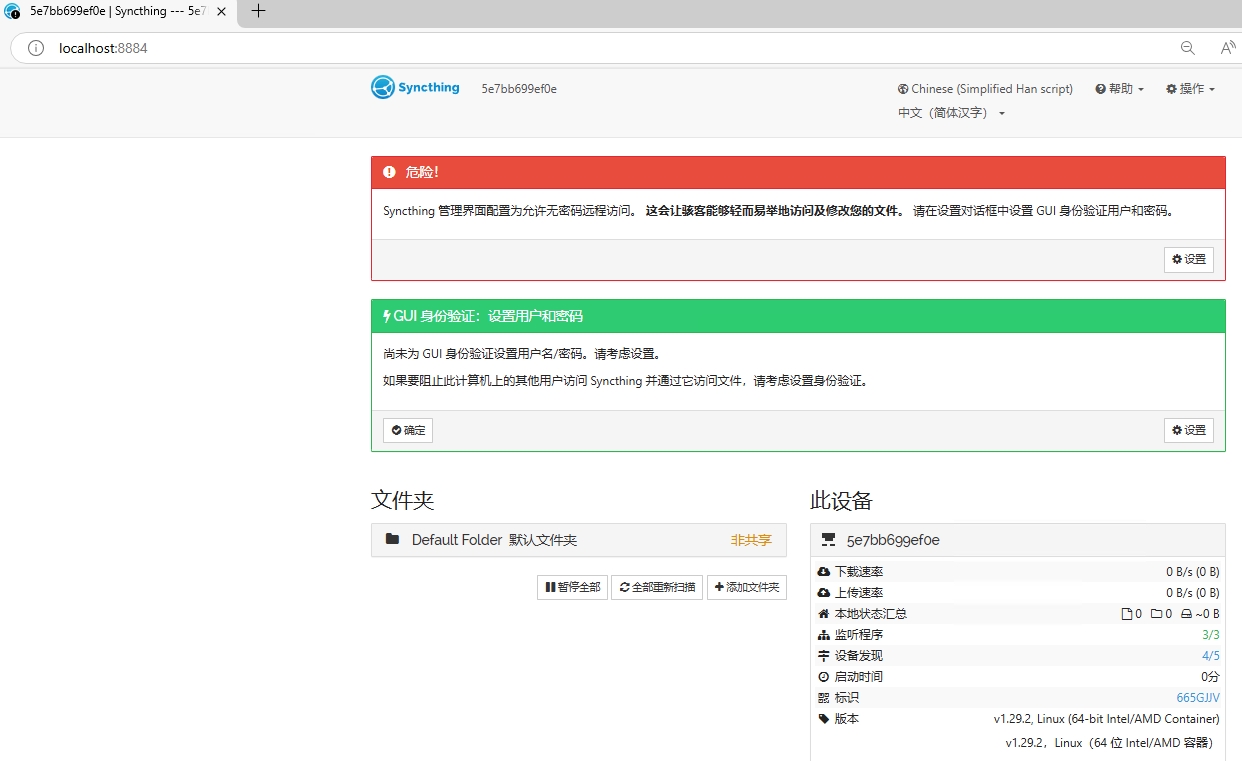 5e7bb699ef0e | Syncthing --- 5e7
localhost:8884
Syncthing 5e7bb699ef0e
Chinese (Simplified Han script) 帮助 操作
中文（简体汉字）
危险！
Syncthing 管理界面配置为允许无密码远程访问。 这会让骇客能够轻而易举地访问及修改您的文件。 请在设置对话框中设置 GUI 身份验证用户和密码。
设置
GUI 身份验证：设置用户和密码
尚未为 GUI 身份验证设置用户名/密码。请考虑设置。
如果要阻止此计算机上的其他用户访问 Syncthing 并通过它访问文件，请考虑设置身份验证。
确定 设置
文件夹
Default Folder 默认文件夹 非共享
暂停全部 全部重新扫描 添加文件夹
此设备
5e7bb699ef0e
下载速率 0 B/s (0 B)
上传速率 0 B/s (0 B)
本地状态汇总 0 0 ~0 B
监听程序 3/3
设备发现 4/5
启动时间 0分
标识 665GJJV
版本 v1.29.2, Linux (64-bit Intel/AMD Container)
v1.29.2，Linux（64 位 Intel/AMD 容器）